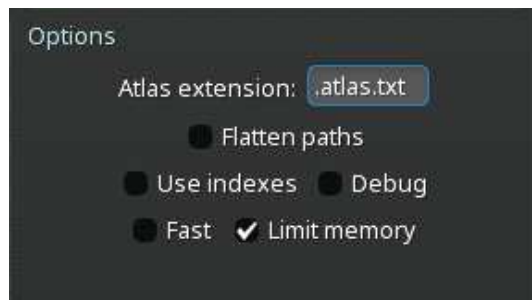 Options
Atlas extension: .atlas.txt
Flatten paths
Use indexes Debug
Fast Limit memory